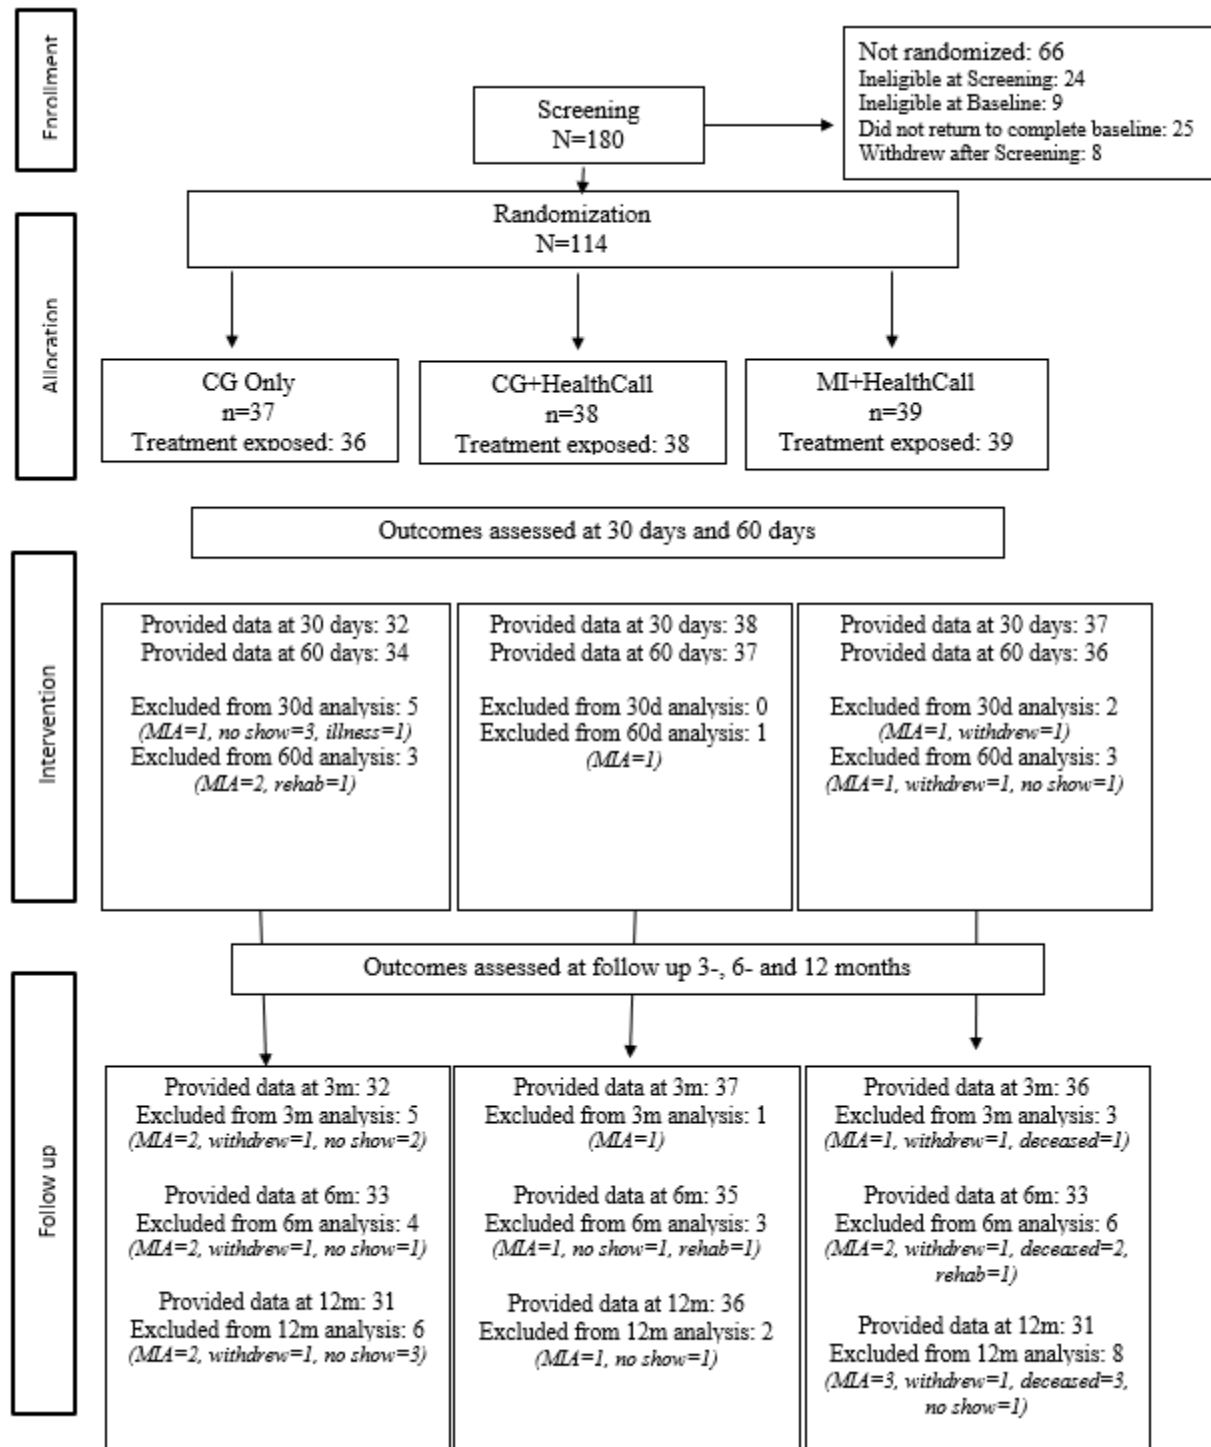 Enrollment
Screening
N=180
Not randomized: 66
Ineligible at Screening: 24
Ineligible at Baseline: 9
Did not return to complete baseline: 25
Withdrew after Screening: 8
Allocation
Randomization
N=114
CG Only
n=37
Treatment exposed: 36
CG+HealthCall
n=38
Treatment exposed: 38
MI+HealthCall
n=39
Treatment exposed: 39
Outcomes assessed at 30 days and 60 days
Intervention
Provided data at 30 days: 32
Provided data at 60 days: 34
Excluded from 30d analysis: 5
(MIA=1, no show=3, illness=1)
Excluded from 60d analysis: 3
(MIA=2, rehab=1)
Provided data at 30 days: 38
Provided data at 60 days: 37
Excluded from 30d analysis: 0
Excluded from 60d analysis: 1
(MIA=1)
Provided data at 30 days: 37
Provided data at 60 days: 36
Excluded from 30d analysis: 2
(MIA=1, withdrew=1)
Excluded from 60d analysis: 3
(MIA=1, withdrew=1, no show=1)
Outcomes assessed at follow up 3-, 6- and 12 months
Follow up
Provided data at 3m: 32
Excluded from 3m analysis: 5
(MIA=2, withdrew=1, no show=2)
Provided data at 6m: 33
Excluded from 6m analysis: 4
(MIA=2, withdrew=1, no show=1)
Provided data at 12m: 31
Excluded from 12m analysis: 6
(MIA=2, withdrew=1, no show=3)
Provided data at 3m: 37
Excluded from 3m analysis: 1
(MIA=1)
Provided data at 6m: 35
Excluded from 6m analysis: 3
(MIA=1, no show=1, rehab=1)
Provided data at 12m: 36
Excluded from 12m analysis: 2
(MIA=1, no show=1)
Provided data at 3m: 36
Excluded from 3m analysis: 3
(MIA=1, withdrew=1, deceased=1)
Provided data at 6m: 33
Excluded from 6m analysis: 6
(MIA=2, withdrew=1, deceased=2,
rehab=1)
Provided data at 12m: 31
Excluded from 12m analysis: 8
(MIA=3, withdrew=1, deceased=3,
no show=1)